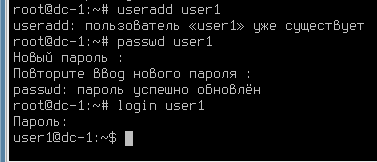 root@dc-1:~# useradd user1
useradd: пользователь «user1» уже существует
root@dc-1:~# passwd user1
Новый пароль :
Повторите ввод нового пароля :
passwd: пароль успешно обновлён
root@dc-1:~# login user1
Пароль:
user1@dc-1:~$